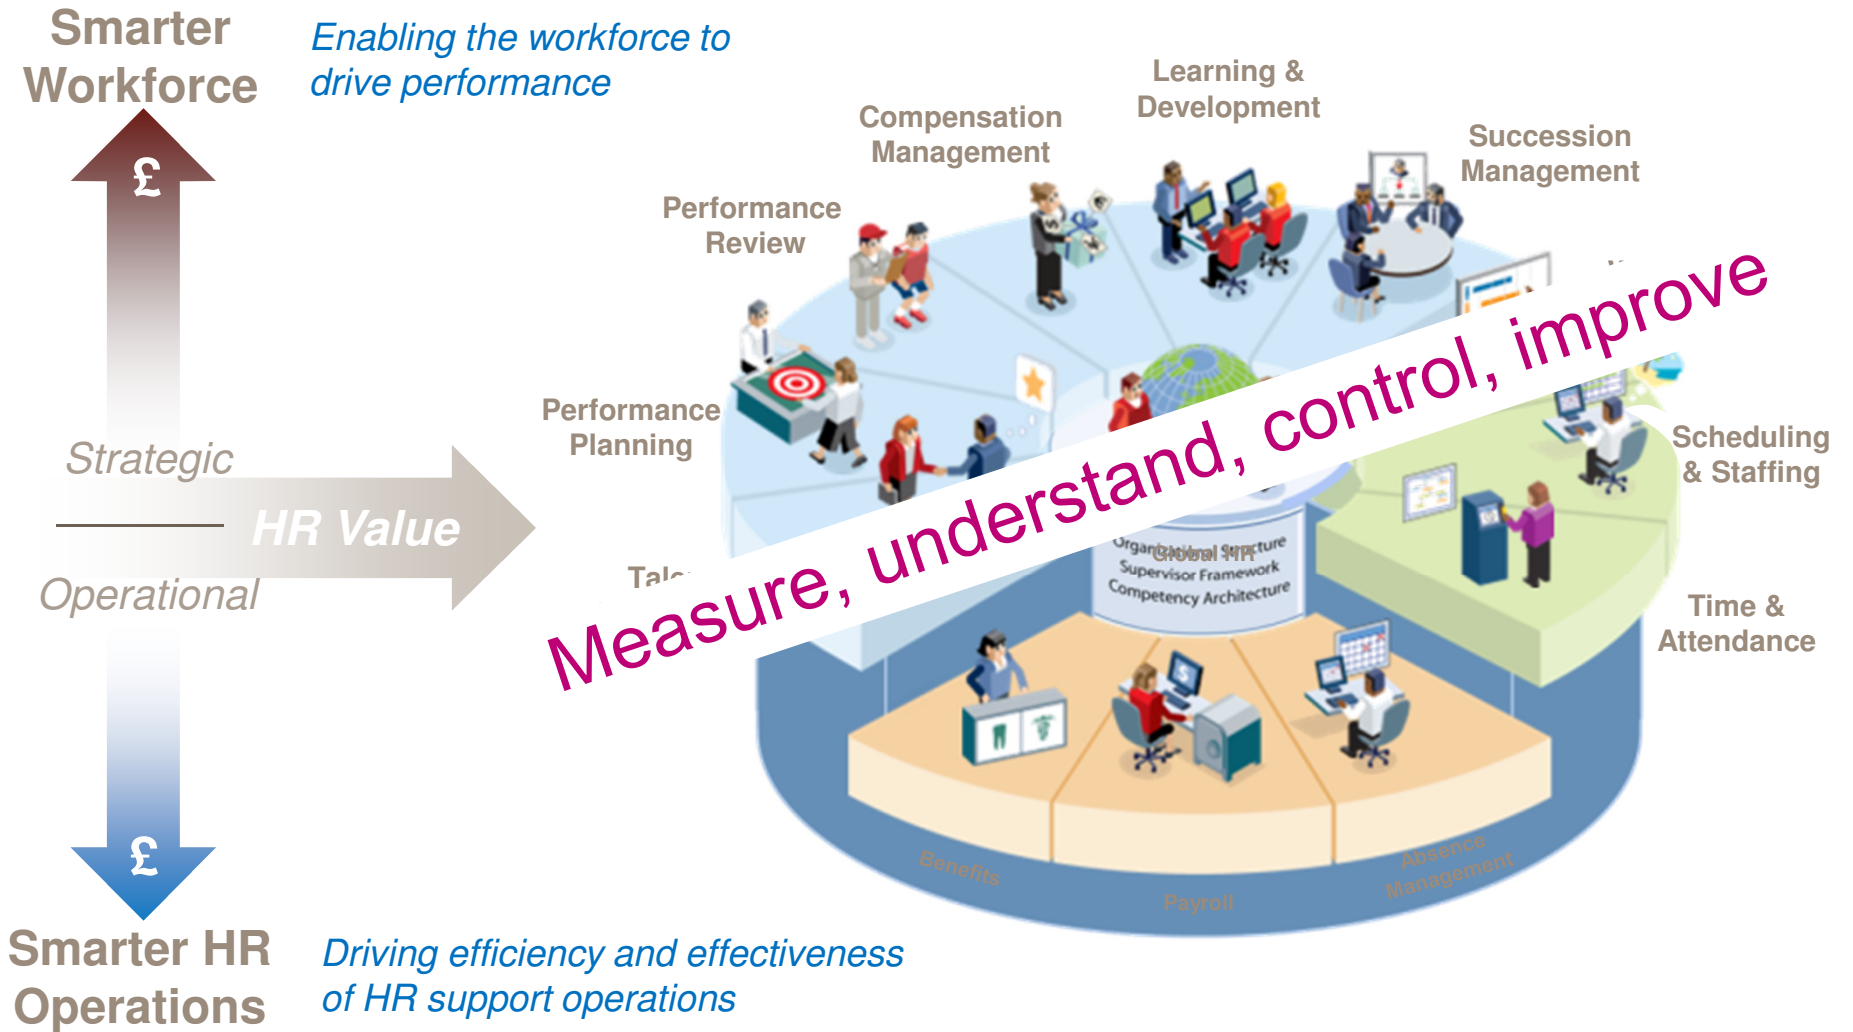 Smarter
Workforce
Enabling the workforce to
drive performance
£
Learning &
Development
Compensation
Management
Succession
Management
Performance
Review
Performance
Planning
Strategic
HR Value
Operational
Measure, understand, control, improve
Scheduling
& Staffing
Global HR
Supervisor Framework
Competency Architecture
Time &
Attendance
Benefits
Payroll
Absence
Management
£
Smarter HR
Operations
Driving efficiency and effectiveness
of HR support operations